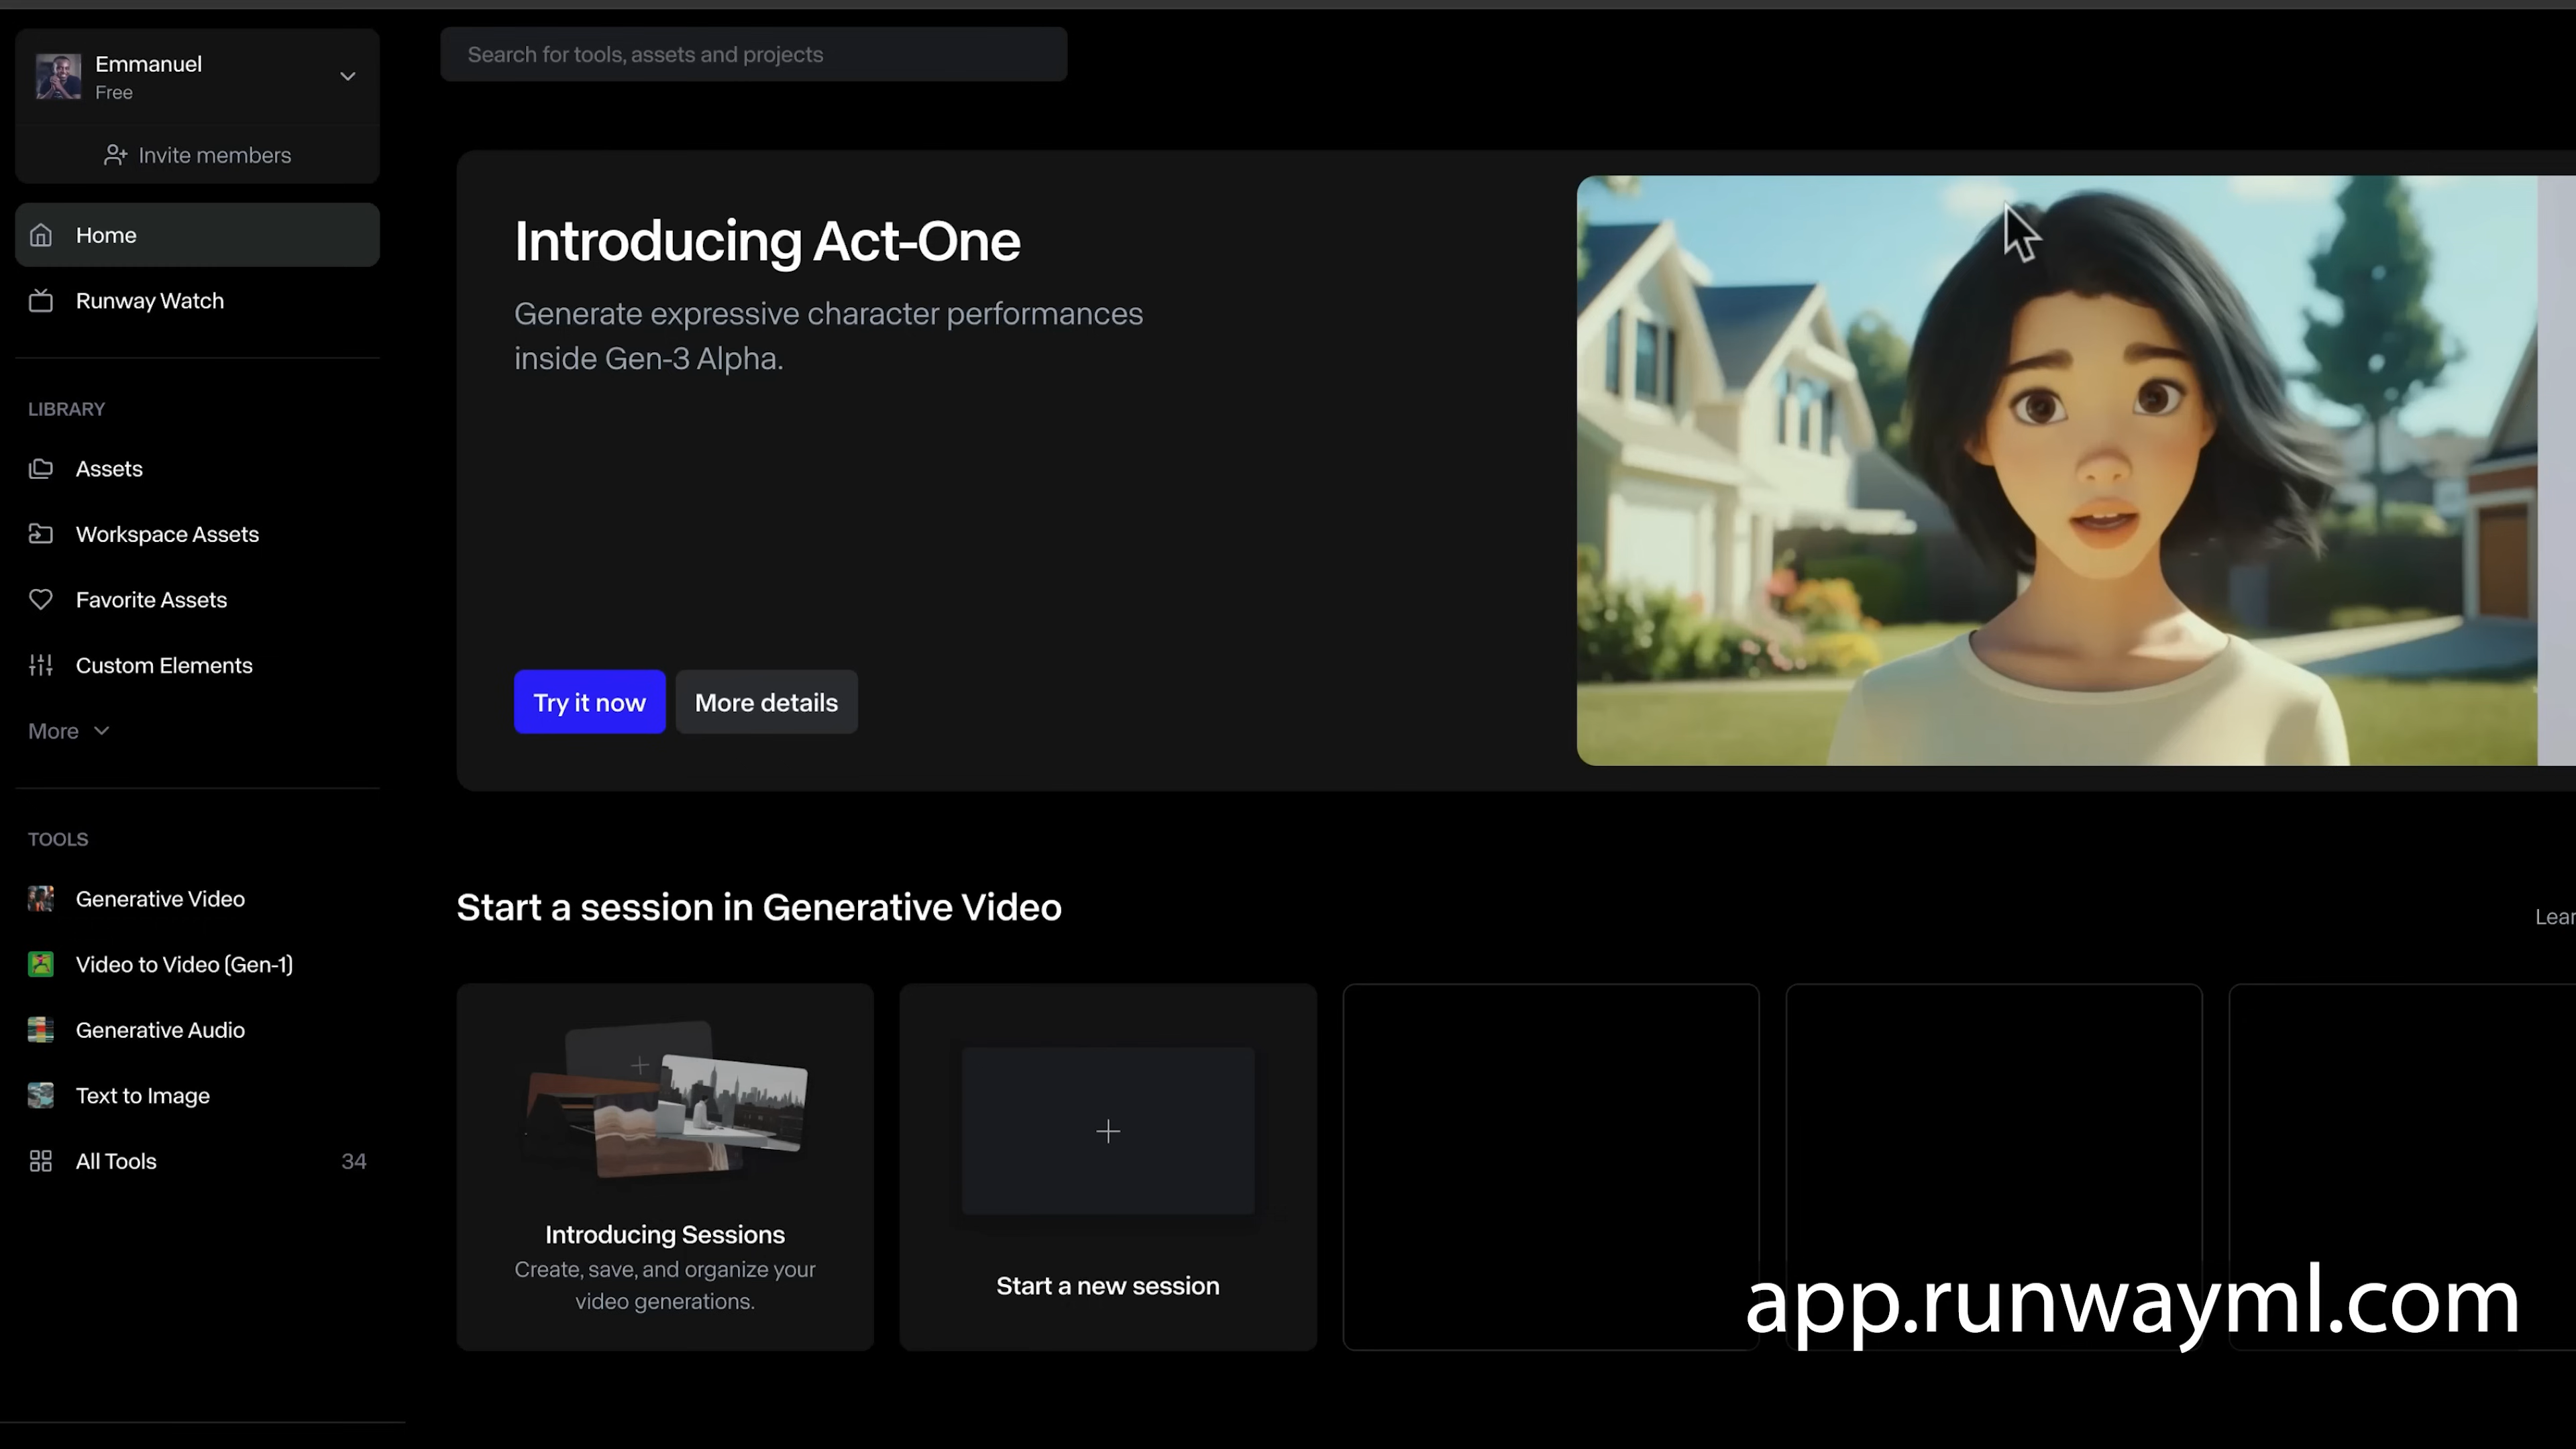 Emmanuel
Free
Invite members
Home
Runway Watch
LIBRARY
Assets
Workspace Assets
Favorite Assets
Custom Elements
More
TOOLS
Generative Video
Video to Video (Gen-1)
Generative Audio
Text to Image
All Tools 34
Search for tools, assets and projects
Introducing Act-One
Generate expressive character performances
inside Gen-3 Alpha.
Try it now
More details
Start a session in Generative Video
Introducing Sessions
Create, save, and organize your
video generations.
Start a new session
app.runwayml.com